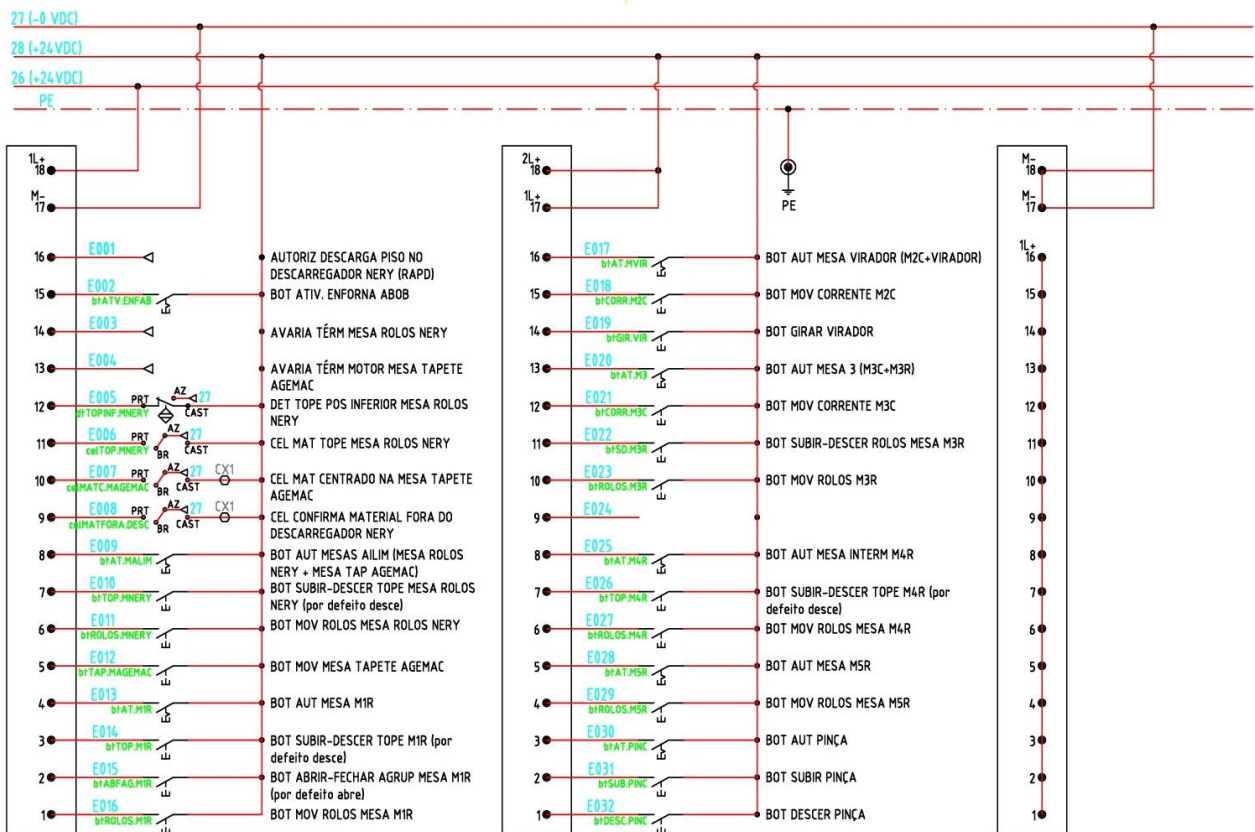 27 (-0 VDC)
28 (+24VDC)
26 (+24VDC)
PE
1L+
18
M-
17
16 E001 AUTORIZ DESCARGA PISO NO
DESCARREGADOR NERY (RAPD)
15 E002 btATV.ENFAB BOT ATIV. ENFORNA ABOB
14 E003 AVARIA TÉRM MESA ROLOS NERY
13 E004 AVARIA TÉRM MOTOR MESA TAPETE
AGEMAC
12 E005 dtTOPINF.MNERY PRT AZ 27 CAST DET TOPE POS INFERIOR MESA ROLOS
NERY
11 E006 celTOP.MNERY PRT AZ 27 BR CAST CEL MAT TOPE MESA ROLOS NERY
10 E007 celMATC.MAGEMAC PRT AZ 27 BR CAST CX1 CEL MAT CENTRADO NA MESA TAPETE
AGEMAC
9 E008 celMATFORA.DESC PRT AZ 27 BR CAST CX1 CEL CONFIRMA MATERIAL FORA DO
DESCARREGADOR NERY
8 E009 btAT.MALIM BOT AUT MESAS AILIM (MESA ROLOS
NERY + MESA TAP AGEMAC)
7 E010 btTOP.MNERY BOT SUBIR-DESCER TOPE MESA ROLOS
NERY (por defeito desce)
6 E011 btROLOS.MNERY BOT MOV ROLOS MESA ROLOS NERY
5 E012 btTAP.MAGEMAC BOT MOV MESA TAPETE AGEMAC
4 E013 btAT.M1R BOT AUT MESA M1R
3 E014 btTOP.M1R BOT SUBIR-DESCER TOPE M1R (por
defeito desce)
2 E015 btABFAG.M1R BOT ABRIR-FECHAR AGRUP MESA M1R
(por defeito abre)
1 E016 btROLOS.M1R BOT MOV ROLOS MESA M1R
2L+
18
1L+
17
16 E017 btAT.MVIR BOT AUT MESA VIRADOR (M2C+VIRADOR)
15 E018 btCORR.M2C BOT MOV CORRENTE M2C
14 E019 btGIR.VIR BOT GIRAR VIRADOR
13 E020 btAT.M3 BOT AUT MESA 3 (M3C+M3R)
12 E021 btCORR.M3C BOT MOV CORRENTE M3C
11 E022 btSD.M3R BOT SUBIR-DESCER ROLOS MESA M3R
10 E023 btROLOS.M3R BOT MOV ROLOS M3R
9 E024
8 E025 btAT.M4R BOT AUT MESA INTERM M4R
7 E026 btTOP.M4R BOT SUBIR-DESCER TOPE M4R (por
defeito desce)
6 E027 btROLOS.M4R BOT MOV ROLOS MESA M4R
5 E028 btAT.M5R BOT AUT MESA M5R
4 E029 btROLOS.M5R BOT MOV ROLOS MESA M5R
3 E030 btAT.PINC BOT AUT PINÇA
2 E031 btSUB.PINC BOT SUBIR PINÇA
1 E032 btDESC.PINC BOT DESCER PINÇA
PE
M-
18
M-
17
1L+
16
15
14
13
12
11
10
9
8
7
6
5
4
3
2
1